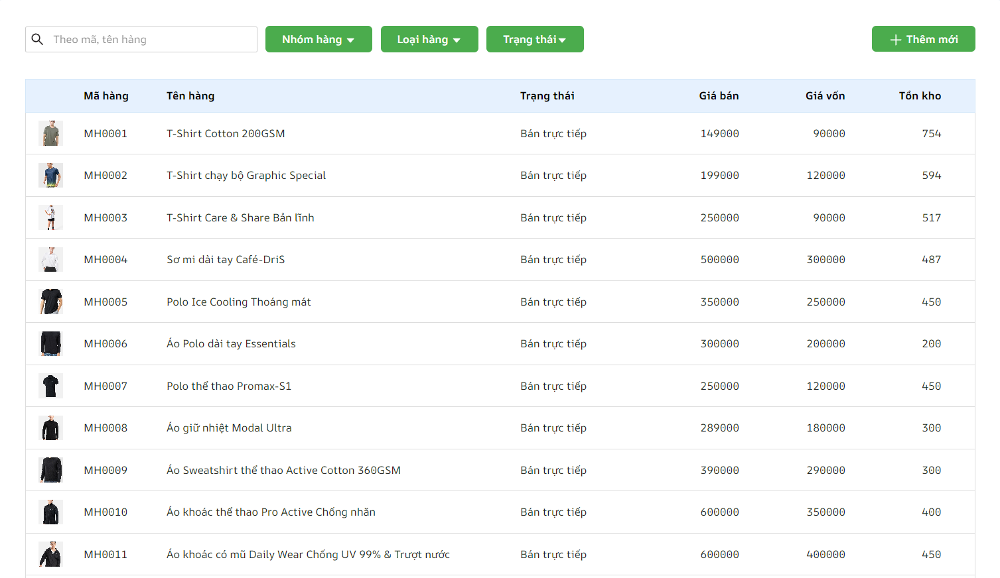 Theo mã, tên hàng Nhóm hàng Loại hàng Trạng thái Thêm mới
Mã hàng Tên hàng Trạng thái Giá bán Giá vốn Tồn kho
MH0001 T-Shirt Cotton 200GSM Bán trực tiếp 149000 90000 754
MH0002 T-Shirt chạy bộ Graphic Special Bán trực tiếp 199000 120000 594
MH0003 T-Shirt Care & Share Bản lĩnh Bán trực tiếp 250000 90000 517
MH0004 Sơ mi dài tay Café-DriS Bán trực tiếp 500000 300000 487
MH0005 Polo Ice Cooling Thoáng mát Bán trực tiếp 350000 250000 450
MH0006 Áo Polo dài tay Essentials Bán trực tiếp 300000 200000 200
MH0007 Polo thể thao Promax-S1 Bán trực tiếp 250000 120000 450
MH0008 Áo giữ nhiệt Modal Ultra Bán trực tiếp 289000 180000 300
MH0009 Áo Sweatshirt thể thao Active Cotton 360GSM Bán trực tiếp 390000 290000 300
MH0010 Áo khoác thể thao Pro Active Chống nhăn Bán trực tiếp 600000 350000 400
MH0011 Áo khoác có mũ Daily Wear Chống UV 99% & Trượt nước Bán trực tiếp 600000 400000 450